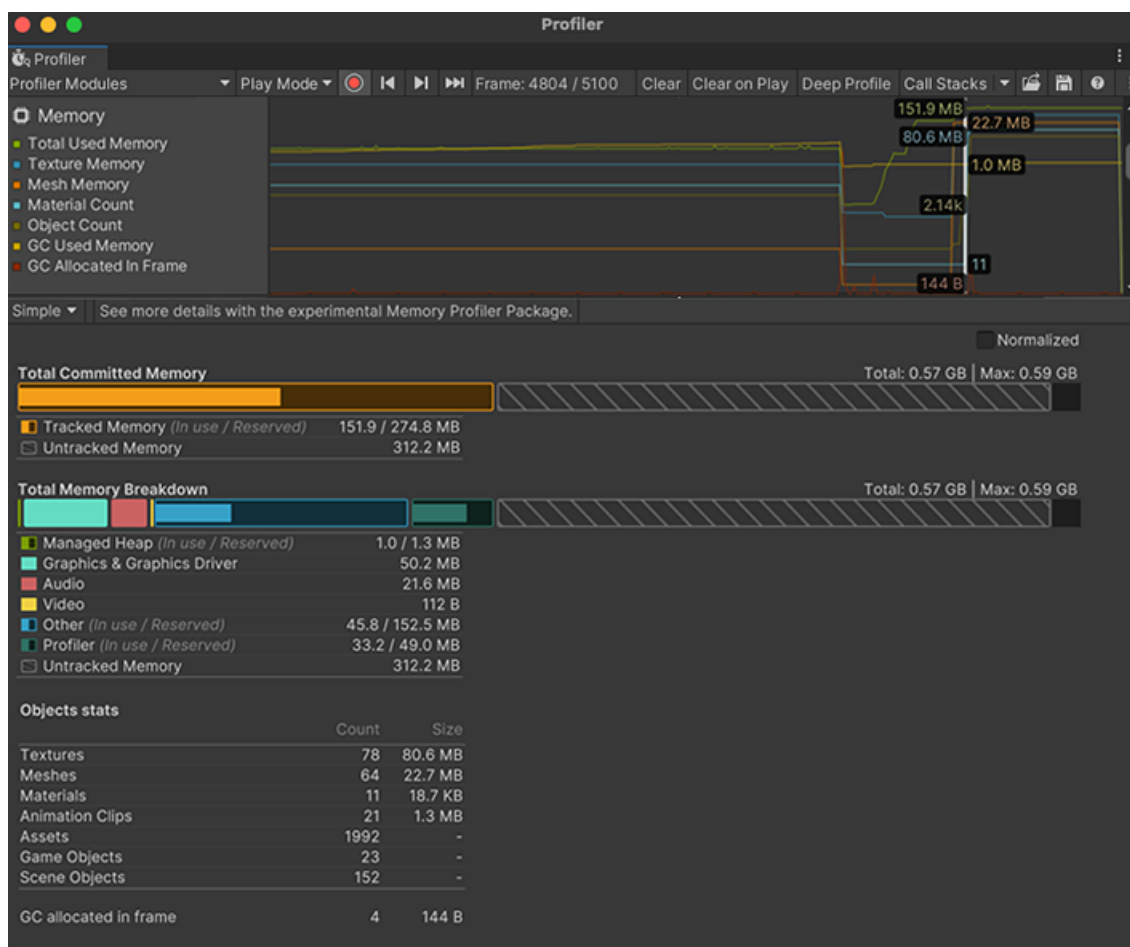 Profiler
Profiler
Profiler Modules Play Mode Frame: 4804 / 5100 Clear Clear on Play Deep Profile Call Stacks
Memory
Total Used Memory
Texture Memory
Mesh Memory
Material Count
Object Count
GC Used Memory
GC Allocated In Frame
151.9 MB
22.7 MB
80.6 MB
1.0 MB
2.14k
11
144 B
Simple See more details with the experimental Memory Profiler Package.
Normalized
Total Committed Memory Total: 0.57 GB | Max: 0.59 GB
Tracked Memory (In use / Reserved) 151.9 / 274.8 MB
Untracked Memory 312.2 MB
Total Memory Breakdown Total: 0.57 GB | Max: 0.59 GB
Managed Heap (In use / Reserved) 1.0 / 1.3 MB
Graphics & Graphics Driver 50.2 MB
Audio 21.6 MB
Video 112 B
Other (In use / Reserved) 45.8 / 152.5 MB
Profiler (In use / Reserved) 33.2 / 49.0 MB
Untracked Memory 312.2 MB
Objects stats
Count Size
Textures 78 80.6 MB
Meshes 64 22.7 MB
Materials 11 18.7 KB
Animation Clips 21 1.3 MB
Assets 1992 -
Game Objects 23 -
Scene Objects 152 -
GC allocated in frame 4 144 B